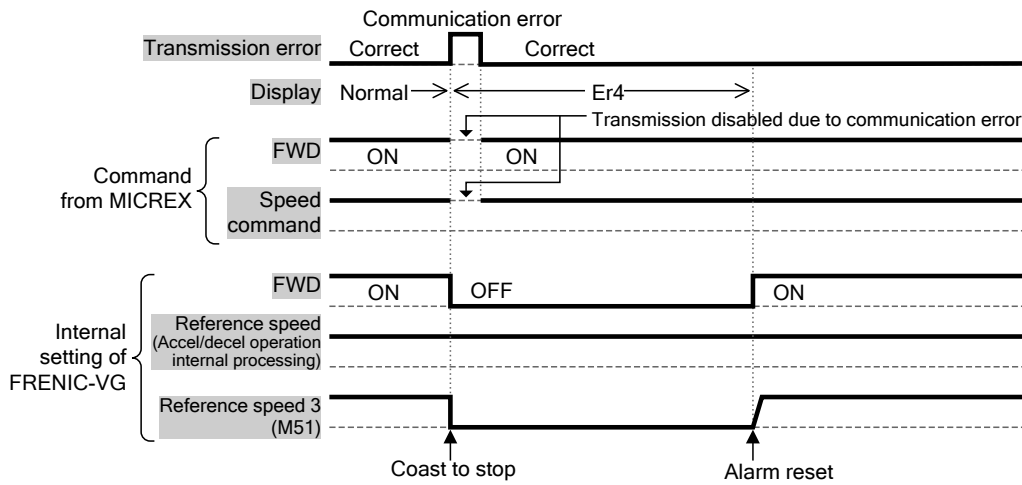 Communication error
Transmission error
Correct
Correct
Display
Normal
Er4
Transmission disabled due to communication error
FWD
ON
ON
Command
from MICREX
Speed
command
FWD
ON
OFF
ON
Internal
setting of
FRENIC-VG
Reference speed
(Accel/decel operation
internal processing)
Reference speed 3
(M51)
Coast to stop
Alarm reset